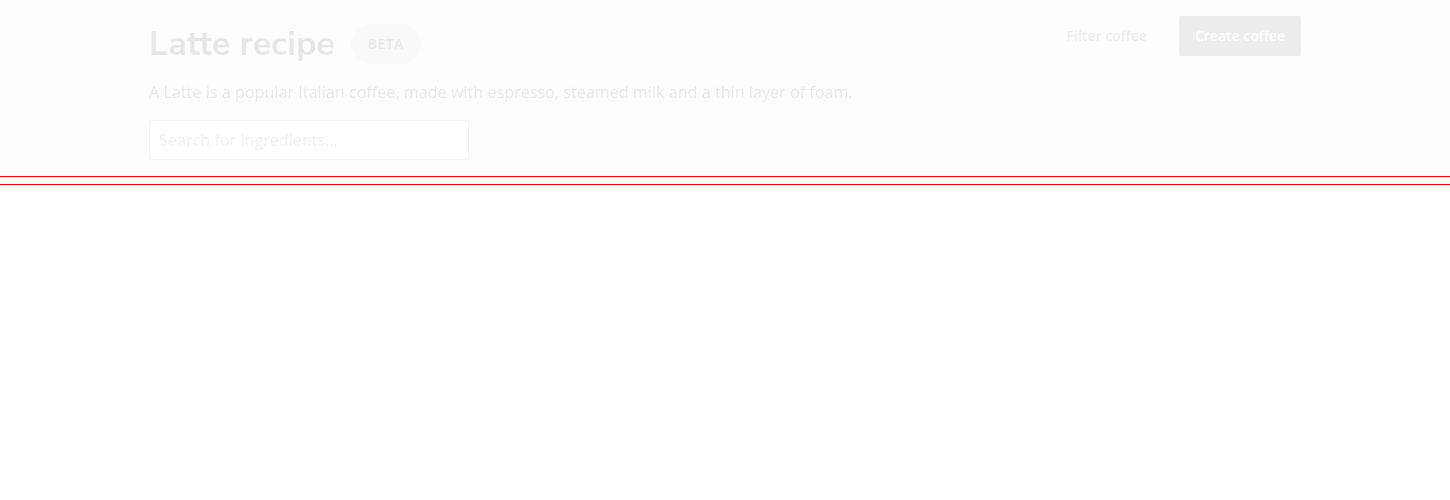 Latte recipe BETA Filter coffee Create coffee
A Latte is a popular Italian coffee, made with espresso, steamed milk and a thin layer of foam.
Search for ingredients...